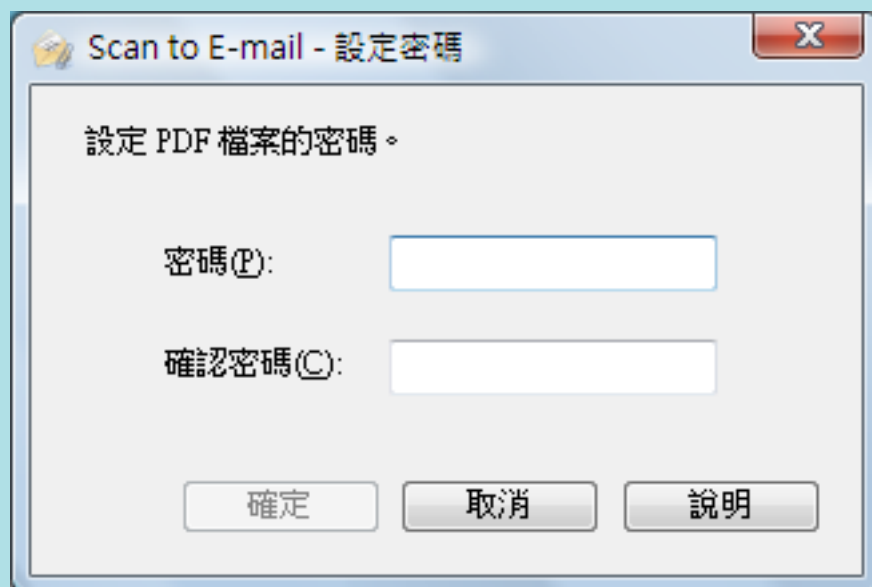 Scan to E-mail - 設定密碼
設定 PDF 檔案的密碼。
密碼(P):
確認密碼(C):
確定 取消 說明